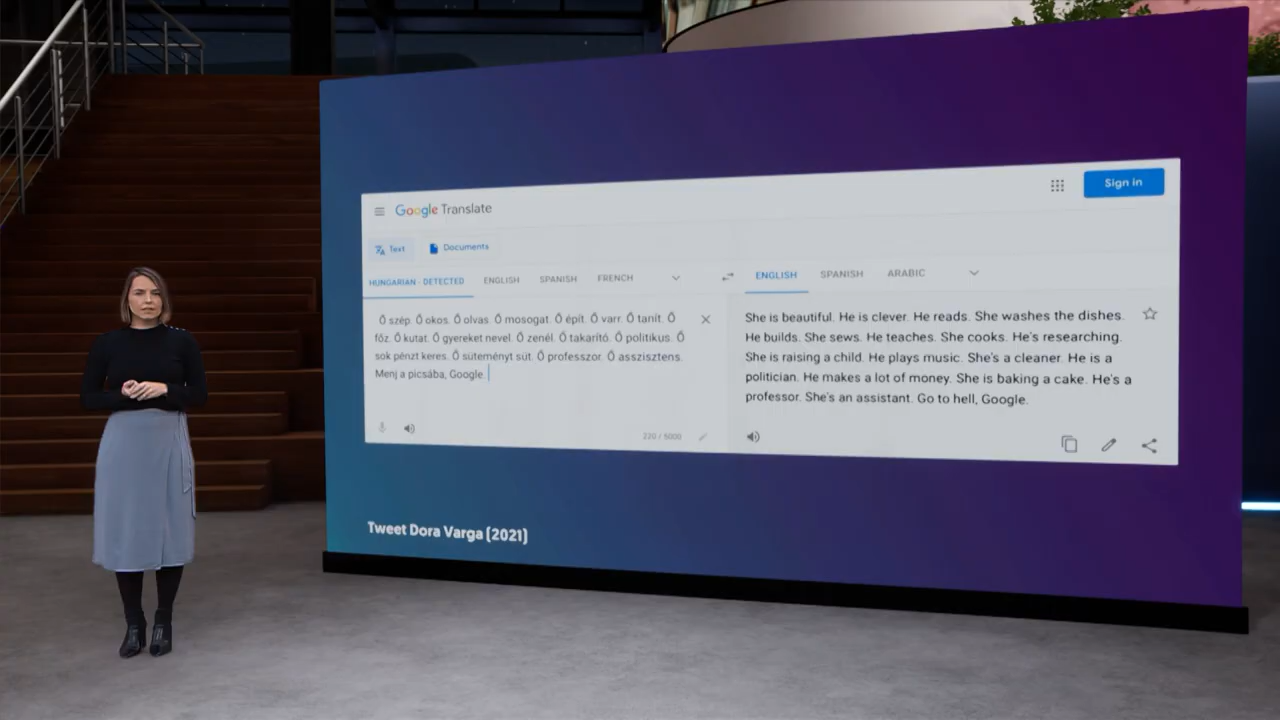 Google Translate
Sign in
Text
Documents
HUNGARIAN - DETECTED
ENGLISH
SPANISH
FRENCH
ENGLISH
SPANISH
ARABIC
Ő szép. Ő okos. Ő olvas. Ő mosogat. Ő épít. Ő varr. Ő tanít. Ő
főz. Ő kutat. Ő gyereket nevel. Ő zenél. Ő takarító. Ő politikus. Ő
sok pénzt keres. Ő süteményt süt. Ő professzor. Ő asszisztens.
Menj a picsába, Google.
220 / 5000
She is beautiful. He is clever. He reads. She washes the dishes.
He builds. She sews. He teaches. She cooks. He's researching.
She is raising a child. He plays music. She's a cleaner. He is a
politician. He makes a lot of money. She is baking a cake. He's a
professor. She's an assistant. Go to hell, Google.
Tweet Dora Varga (2021)